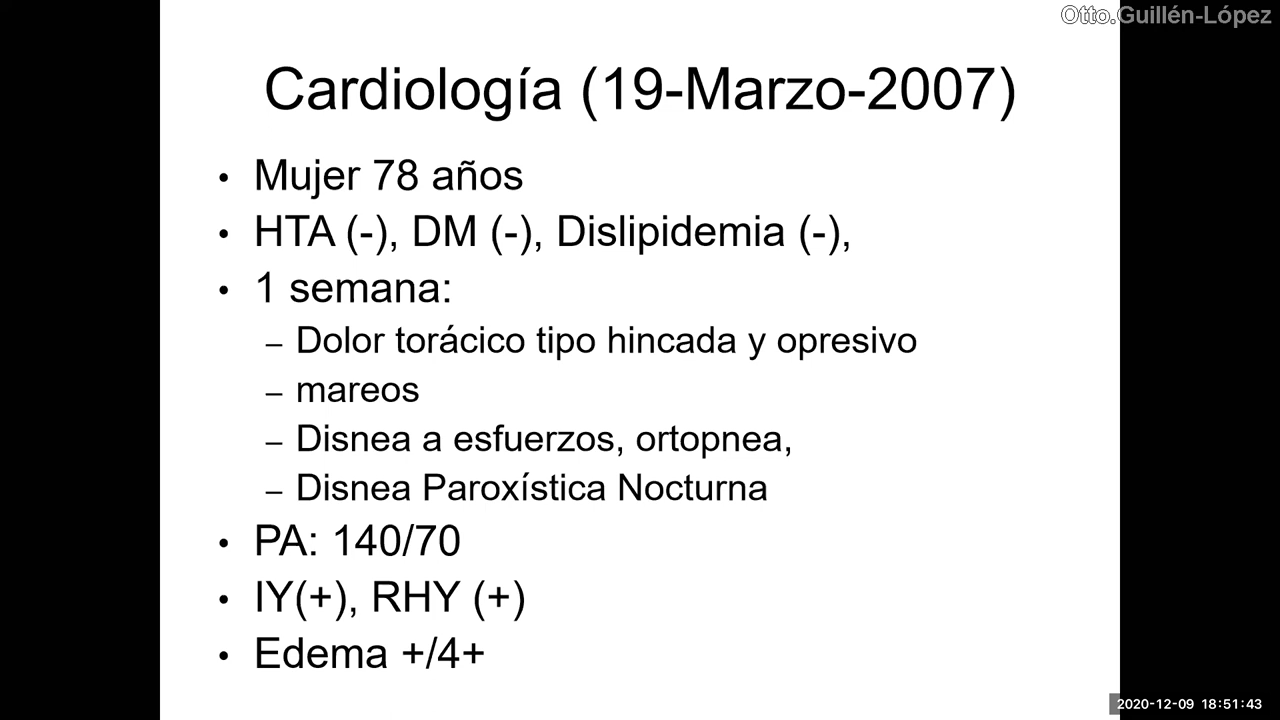 Otto.Guillén-López
Cardiología (19-Marzo-2007)
• Mujer 78 años
• HTA (-), DM (-), Dislipidemia (-),
• 1 semana:
– Dolor torácico tipo hincada y opresivo
– mareos
– Disnea a esfuerzos, ortopnea,
– Disnea Paroxística Nocturna
• PA: 140/70
• IY(+), RHY (+)
• Edema +/4+
2020-12-09 18:51:43